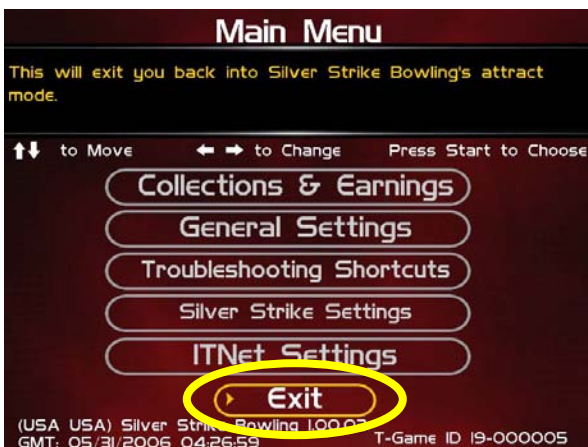 Main Menu
This will exit you back into Silver Strike Bowling's attract
mode.
to Move to Change Press Start to Choose
Collections & Earnings
General Settings
Troubleshooting Shortcuts
Silver Strike Settings
ITNet Settings
Exit
(USA USA) Silver Strike Bowling 1.00.02
GMT: 05/31/2006 04:26:59 T-Game ID 19-000005